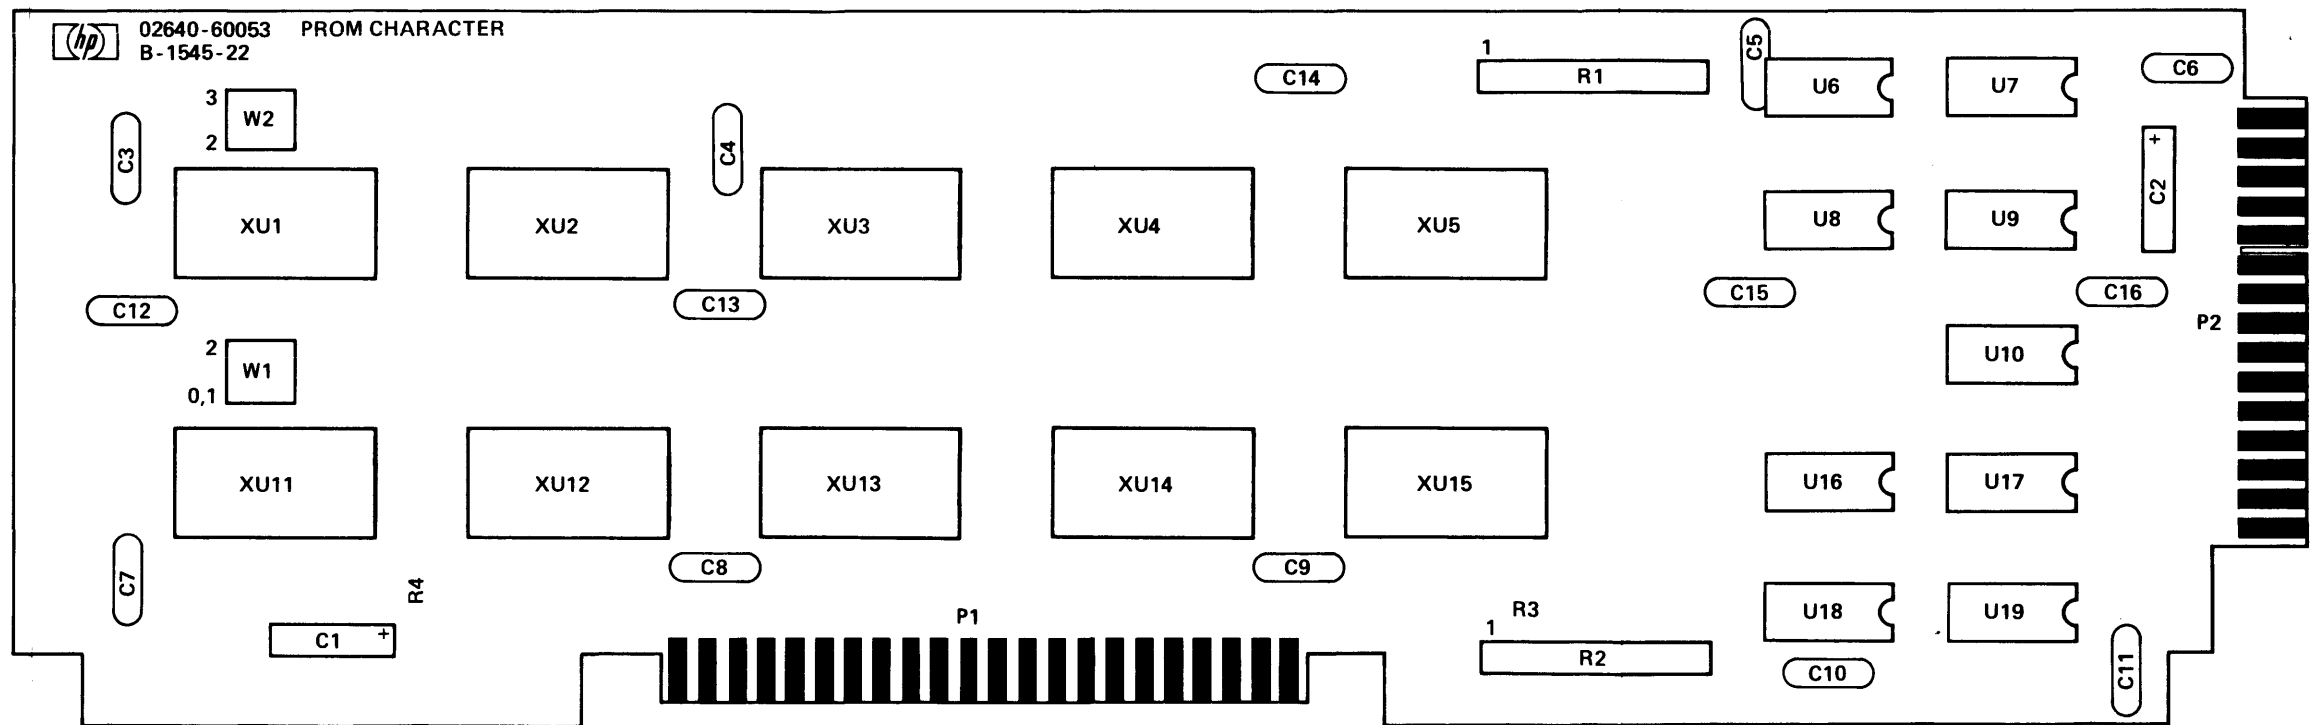 hp
02640-60053 PROM CHARACTER
B-1545-22
C5
1
R1
C14
U6
U7
C6
3
W2
2
C3
C4
+
C2
XU1
XU2
XU3
XU4
XU5
U8
U9
C12
C13
C15
C16
P2
2
W1
0,1
U10
XU11
XU12
XU13
XU14
XU15
U16
U17
C7
R4
C8
C9
P1
R3
1
R2
C1 +
U18
U19
C10
C11